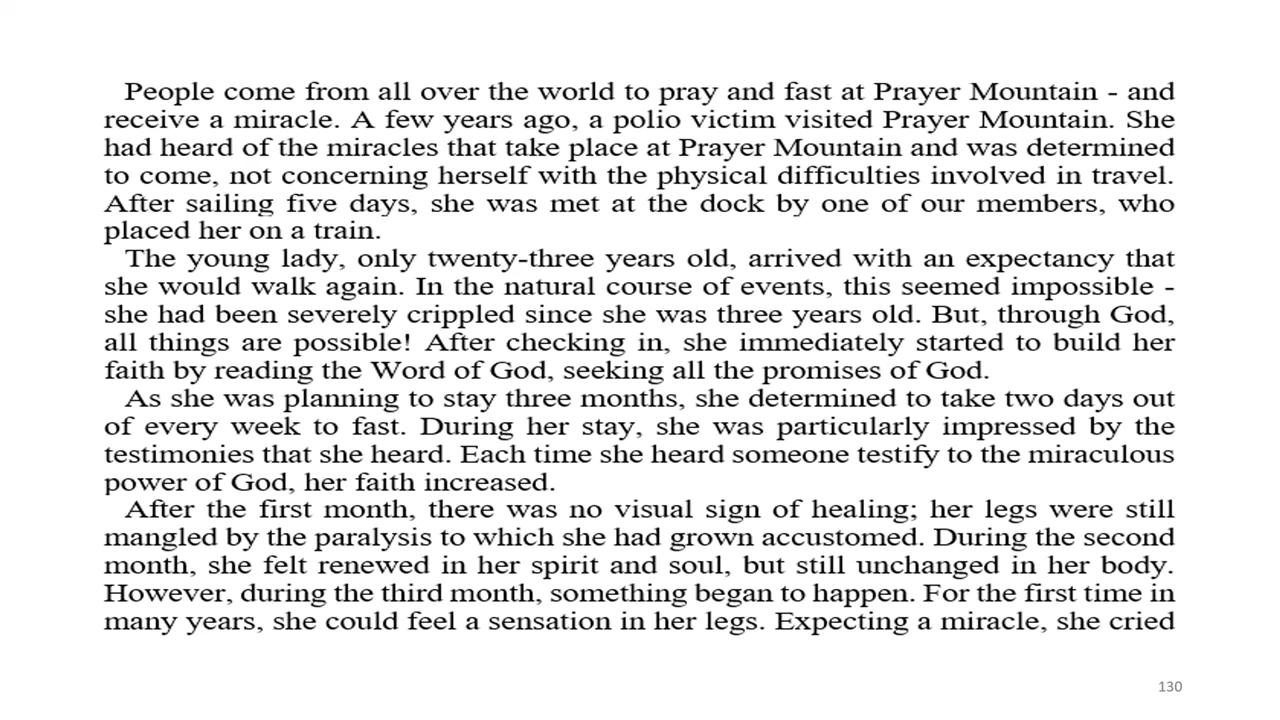 People come from all over the world to pray and fast at Prayer Mountain - and
receive a miracle. A few years ago, a polio victim visited Prayer Mountain. She
had heard of the miracles that take place at Prayer Mountain and was determined
to come, not concerning herself with the physical difficulties involved in travel.
After sailing five days, she was met at the dock by one of our members, who
placed her on a train.
The young lady, only twenty-three years old, arrived with an expectancy that
she would walk again. In the natural course of events, this seemed impossible -
she had been severely crippled since she was three years old. But, through God,
all things are possible! After checking in, she immediately started to build her
faith by reading the Word of God, seeking all the promises of God.
As she was planning to stay three months, she determined to take two days out
of every week to fast. During her stay, she was particularly impressed by the
testimonies that she heard. Each time she heard someone testify to the miraculous
power of God, her faith increased.
After the first month, there was no visual sign of healing; her legs were still
mangled by the paralysis to which she had grown accustomed. During the second
month, she felt renewed in her spirit and soul, but still unchanged in her body.
However, during the third month, something began to happen. For the first time in
many years, she could feel a sensation in her legs. Expecting a miracle, she cried
130